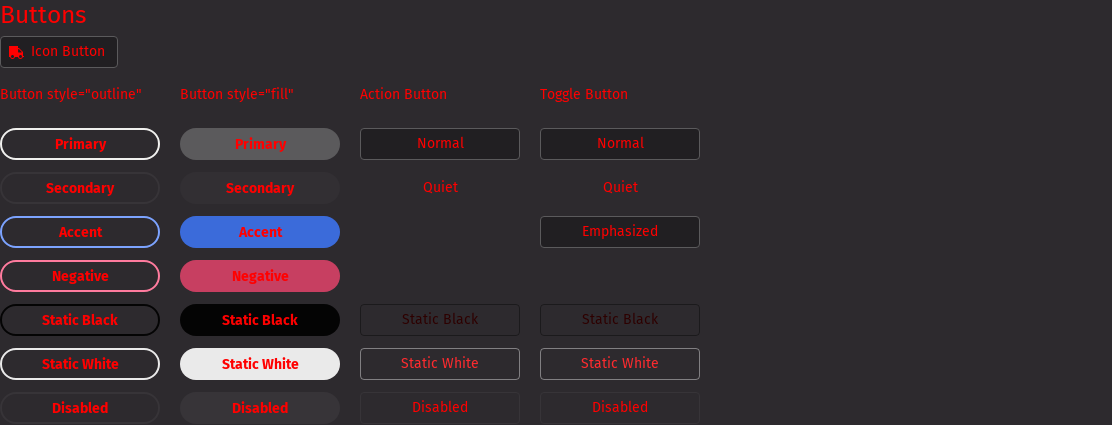 Buttons
Icon Button
Button style="outline" Button style="fill" Action Button Toggle Button
Primary Primary Normal Normal
Secondary Secondary Quiet Quiet
Accent Accent Emphasized
Negative Negative
Static Black Static Black Static Black Static Black
Static White Static White Static White Static White
Disabled Disabled Disabled Disabled